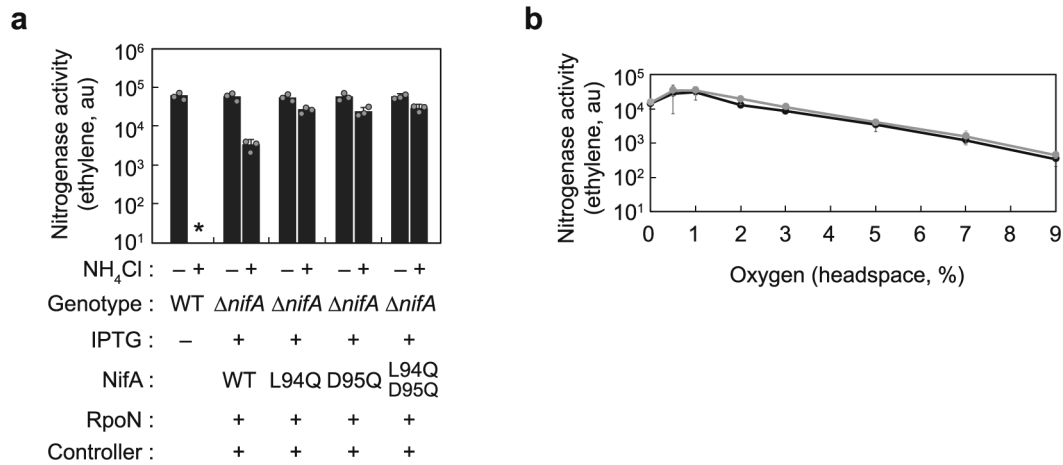 a
Nitrogenase activity
(ethylene, au)
10⁶
10⁵
10⁴
10³
10²
10¹
*
NH₄Cl : – + – + – + – + – +
Genotype : WT ΔnifA ΔnifA ΔnifA ΔnifA
IPTG : – + + + +
NifA : WT L94Q D95Q L94Q D95Q
RpoN : + + + +
Controller : + + + +
b
Nitrogenase activity
(ethylene, au)
10⁵
10⁴
10³
10²
10¹
0 1 2 3 4 5 6 7 8 9
Oxygen (headspace, %)